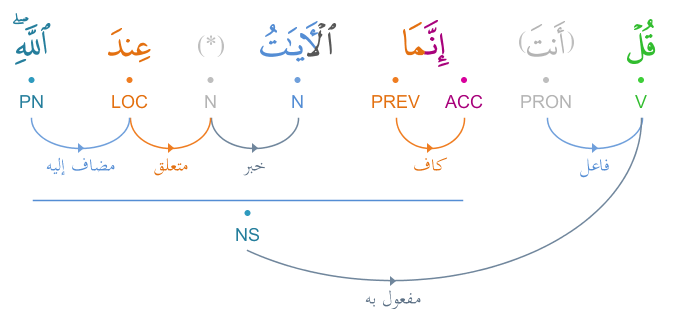 قُلْ (أَنتَ) إِنَّمَا ٱلْـَٔايَـٰتُ (*) عِندَ ٱللَّهِ ۖ
V PRON ACC PREV N N LOC PN
فاعل كاف خبر متعلق مضاف إليه
NS
مفعول به